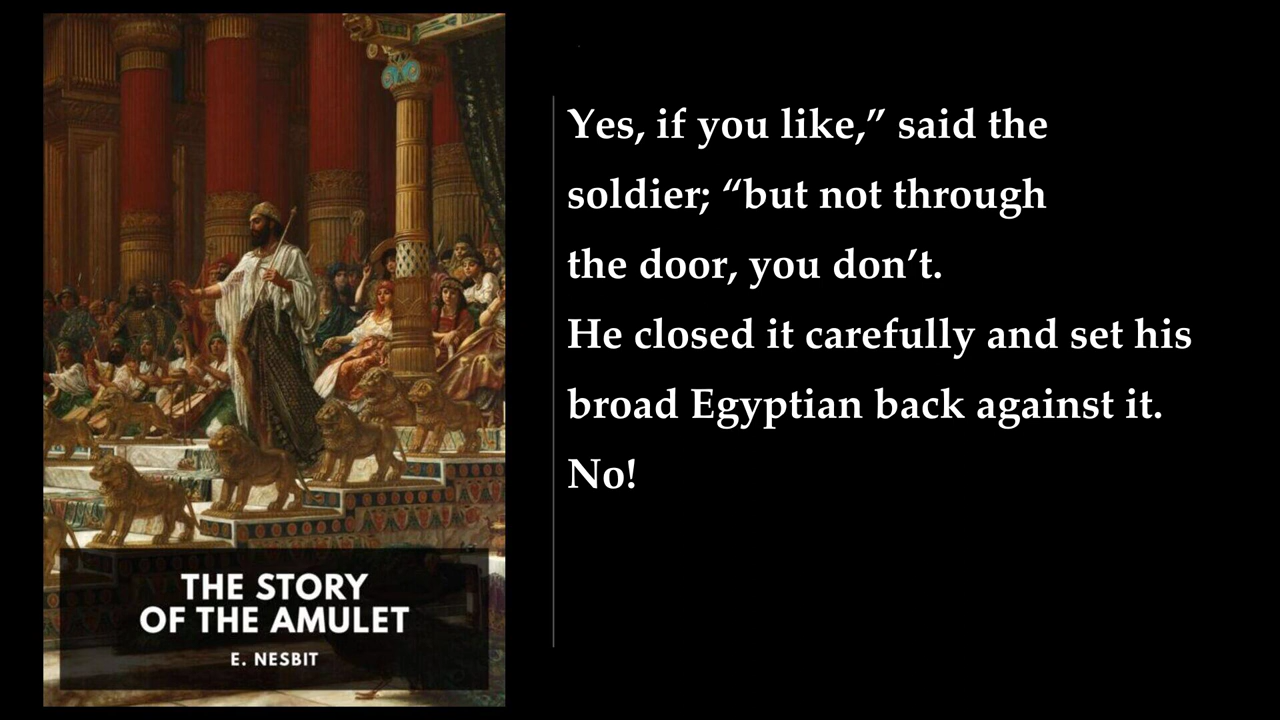 THE STORY
OF THE AMULET
E. NESBIT
Yes, if you like,” said the
soldier; “but not through
the door, you don’t.
He closed it carefully and set his
broad Egyptian back against it.
No!